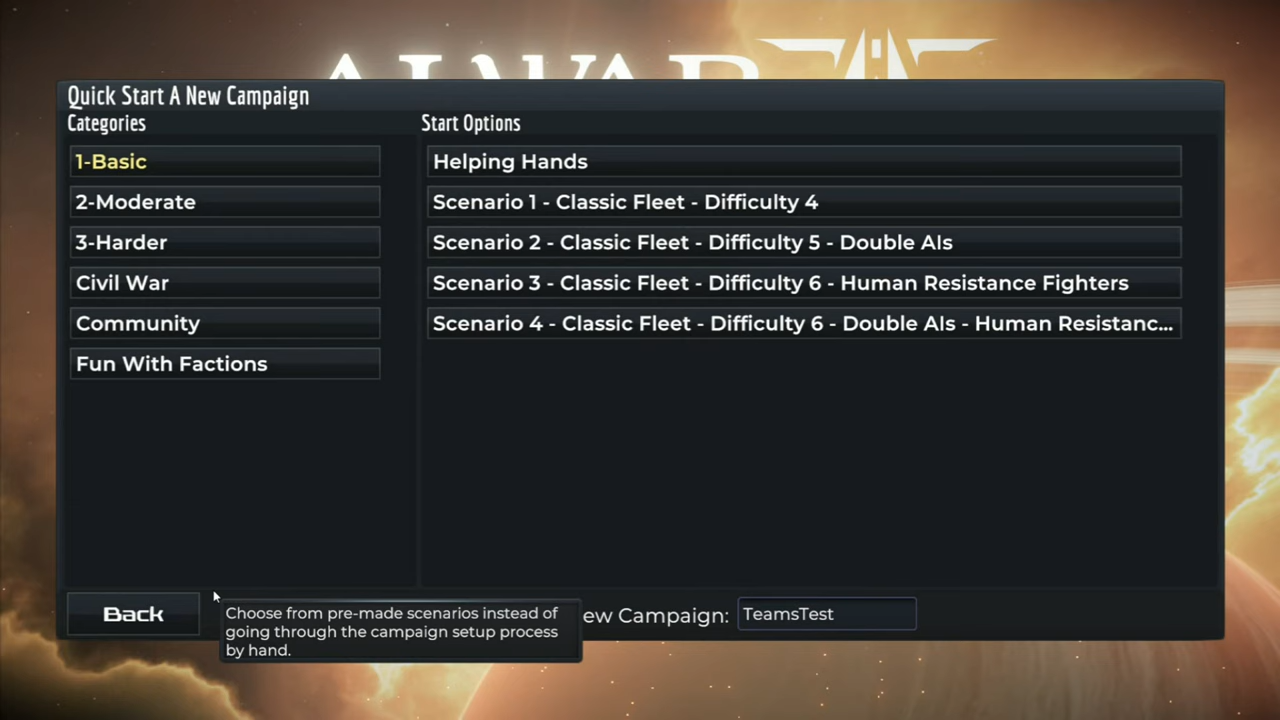 AI WAR
Quick Start A New Campaign
Categories
Start Options
1-Basic
2-Moderate
3-Harder
Civil War
Community
Fun With Factions
Helping Hands
Scenario 1 - Classic Fleet - Difficulty 4
Scenario 2 - Classic Fleet - Difficulty 5 - Double AIs
Scenario 3 - Classic Fleet - Difficulty 6 - Human Resistance Fighters
Scenario 4 - Classic Fleet - Difficulty 6 - Double AIs - Human Resistanc...
Back
Choose from pre-made scenarios instead of
going through the campaign setup process
by hand.
ew Campaign:
TeamsTest